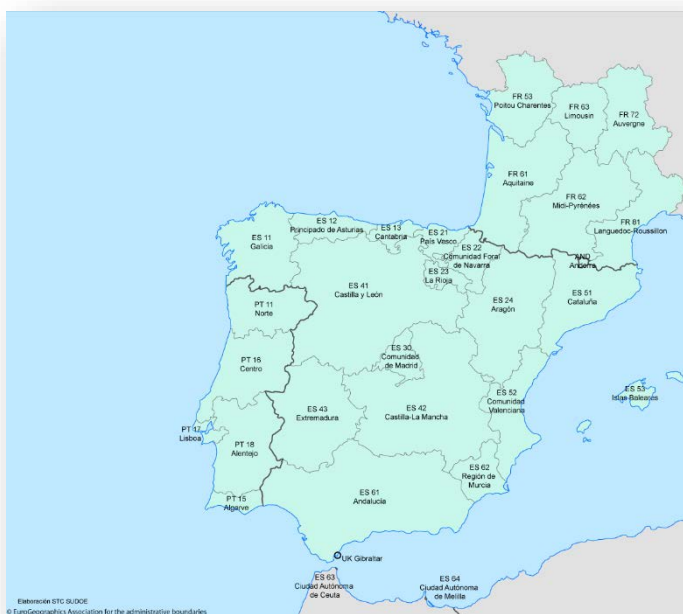 FR 53
Poitou Charentes
FR 63
Limousin
FR 72
Auvergne
FR 61
Aquitaine
FR 62
Midi-Pyrénées
FR 81
Languedoc-Roussillon
ES 12
Principado de Asturias
ES 13
Cantabria
ES 21
País Vesco
ES 11
Galicia
ES 22
Comunidad Foral
de Navarra
AND
Andorra
ES 23
La Rioja
ES 41
Castilla y León
ES 51
Cataluña
ES 24
Aragón
PT 11
Norte
ES 30
Comunidad
de Madrid
PT 16
Centro
ES 53
Islas Baleares
ES 52
Comunidad
Valenciana
ES 43
Extremadura
ES 42
Castilla-La Mancha
PT 17
Lisboa
PT 18
Alentejo
ES 62
Región de
Murcia
ES 61
Andalucía
PT 15
Algarve
UK Gibraltar
ES 63
Ciudad Autónoma
de Ceuta
ES 64
Ciudad Autónoma
de Melilla
Elaboración STC SUDOE
© EuroGeographics Association for the administrative boundaries